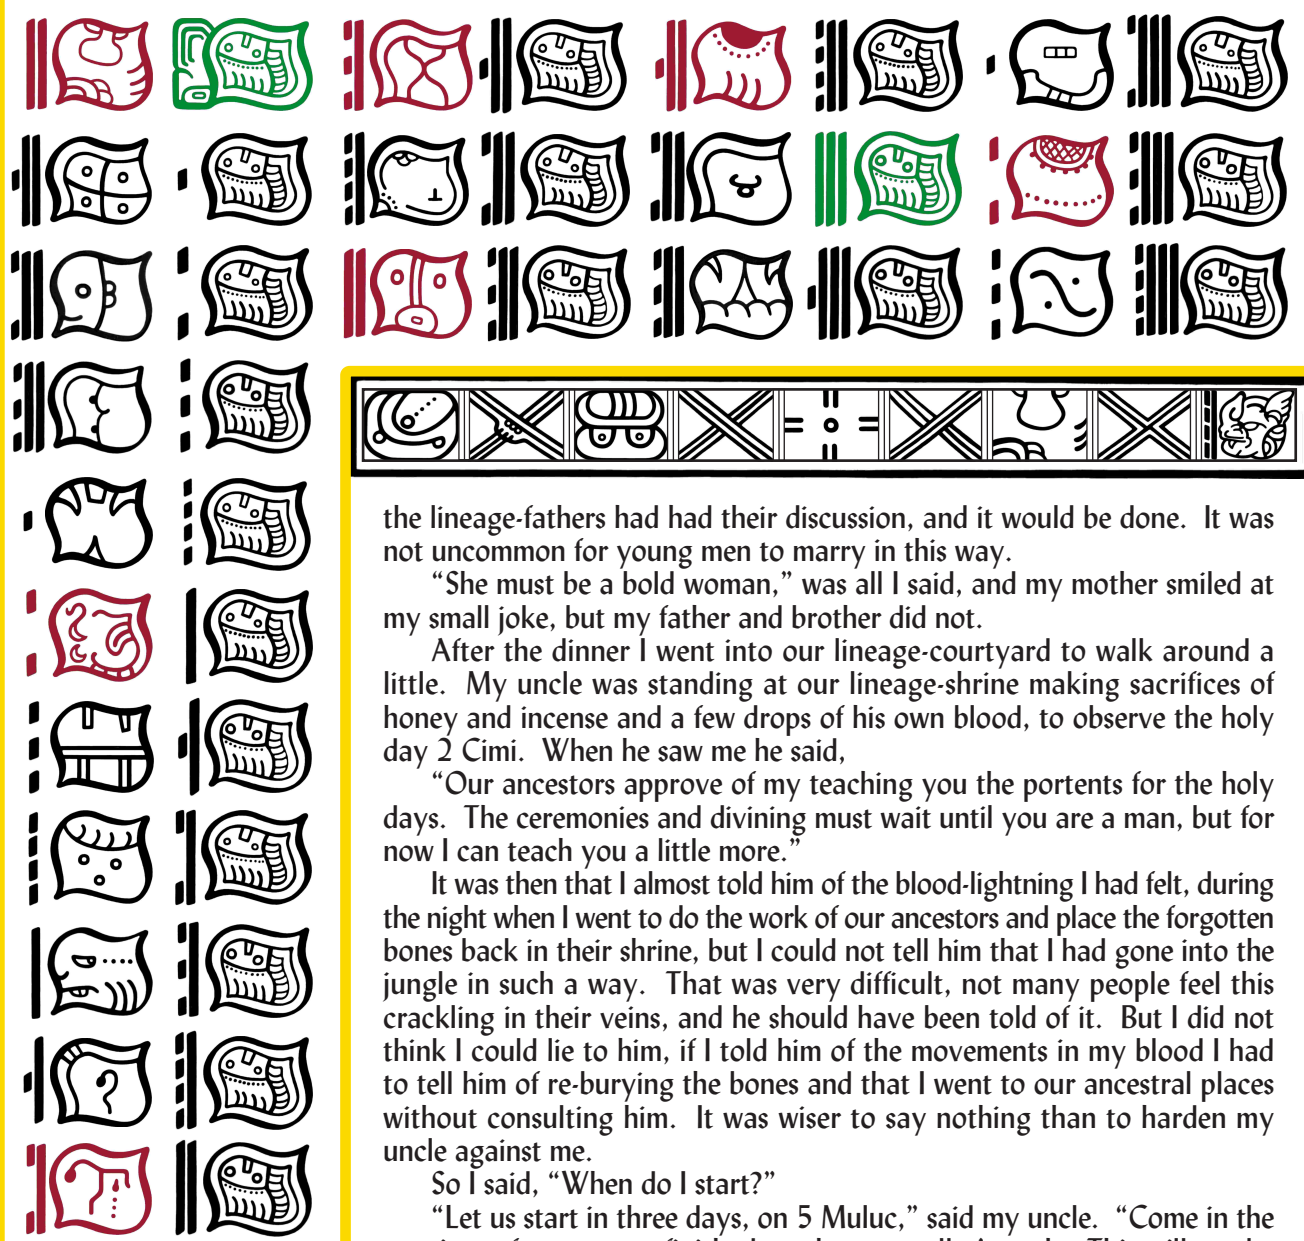 the lineage-fathers had had their discussion, and it would be done. It was
not uncommon for young men to marry in this way.
“She must be a bold woman,” was all I said, and my mother smiled at
my small joke, but my father and brother did not.
After the dinner I went into our lineage-courtyard to walk around a
little. My uncle was standing at our lineage-shrine making sacrifices of
honey and incense and a few drops of his own blood, to observe the holy
day 2 Cimi. When he saw me he said,
“Our ancestors approve of my teaching you the portents for the holy
days. The ceremonies and divining must wait until you are a man, but for
now I can teach you a little more.”
It was then that I almost told him of the blood-lightning I had felt, during
the night when I went to do the work of our ancestors and place the forgotten
bones back in their shrine, but I could not tell him that I had gone into the
jungle in such a way. That was very difficult, not many people feel this
crackling in their veins, and he should have been told of it. But I did not
think I could lie to him, if I told him of the movements in my blood I had
to tell him of re-burying the bones and that I went to our ancestral places
without consulting him. It was wiser to say nothing than to harden my
uncle against me.
So I said, “When do I start?”
“Let us start in three days, on 5 Muluc,” said my uncle. “Come in the